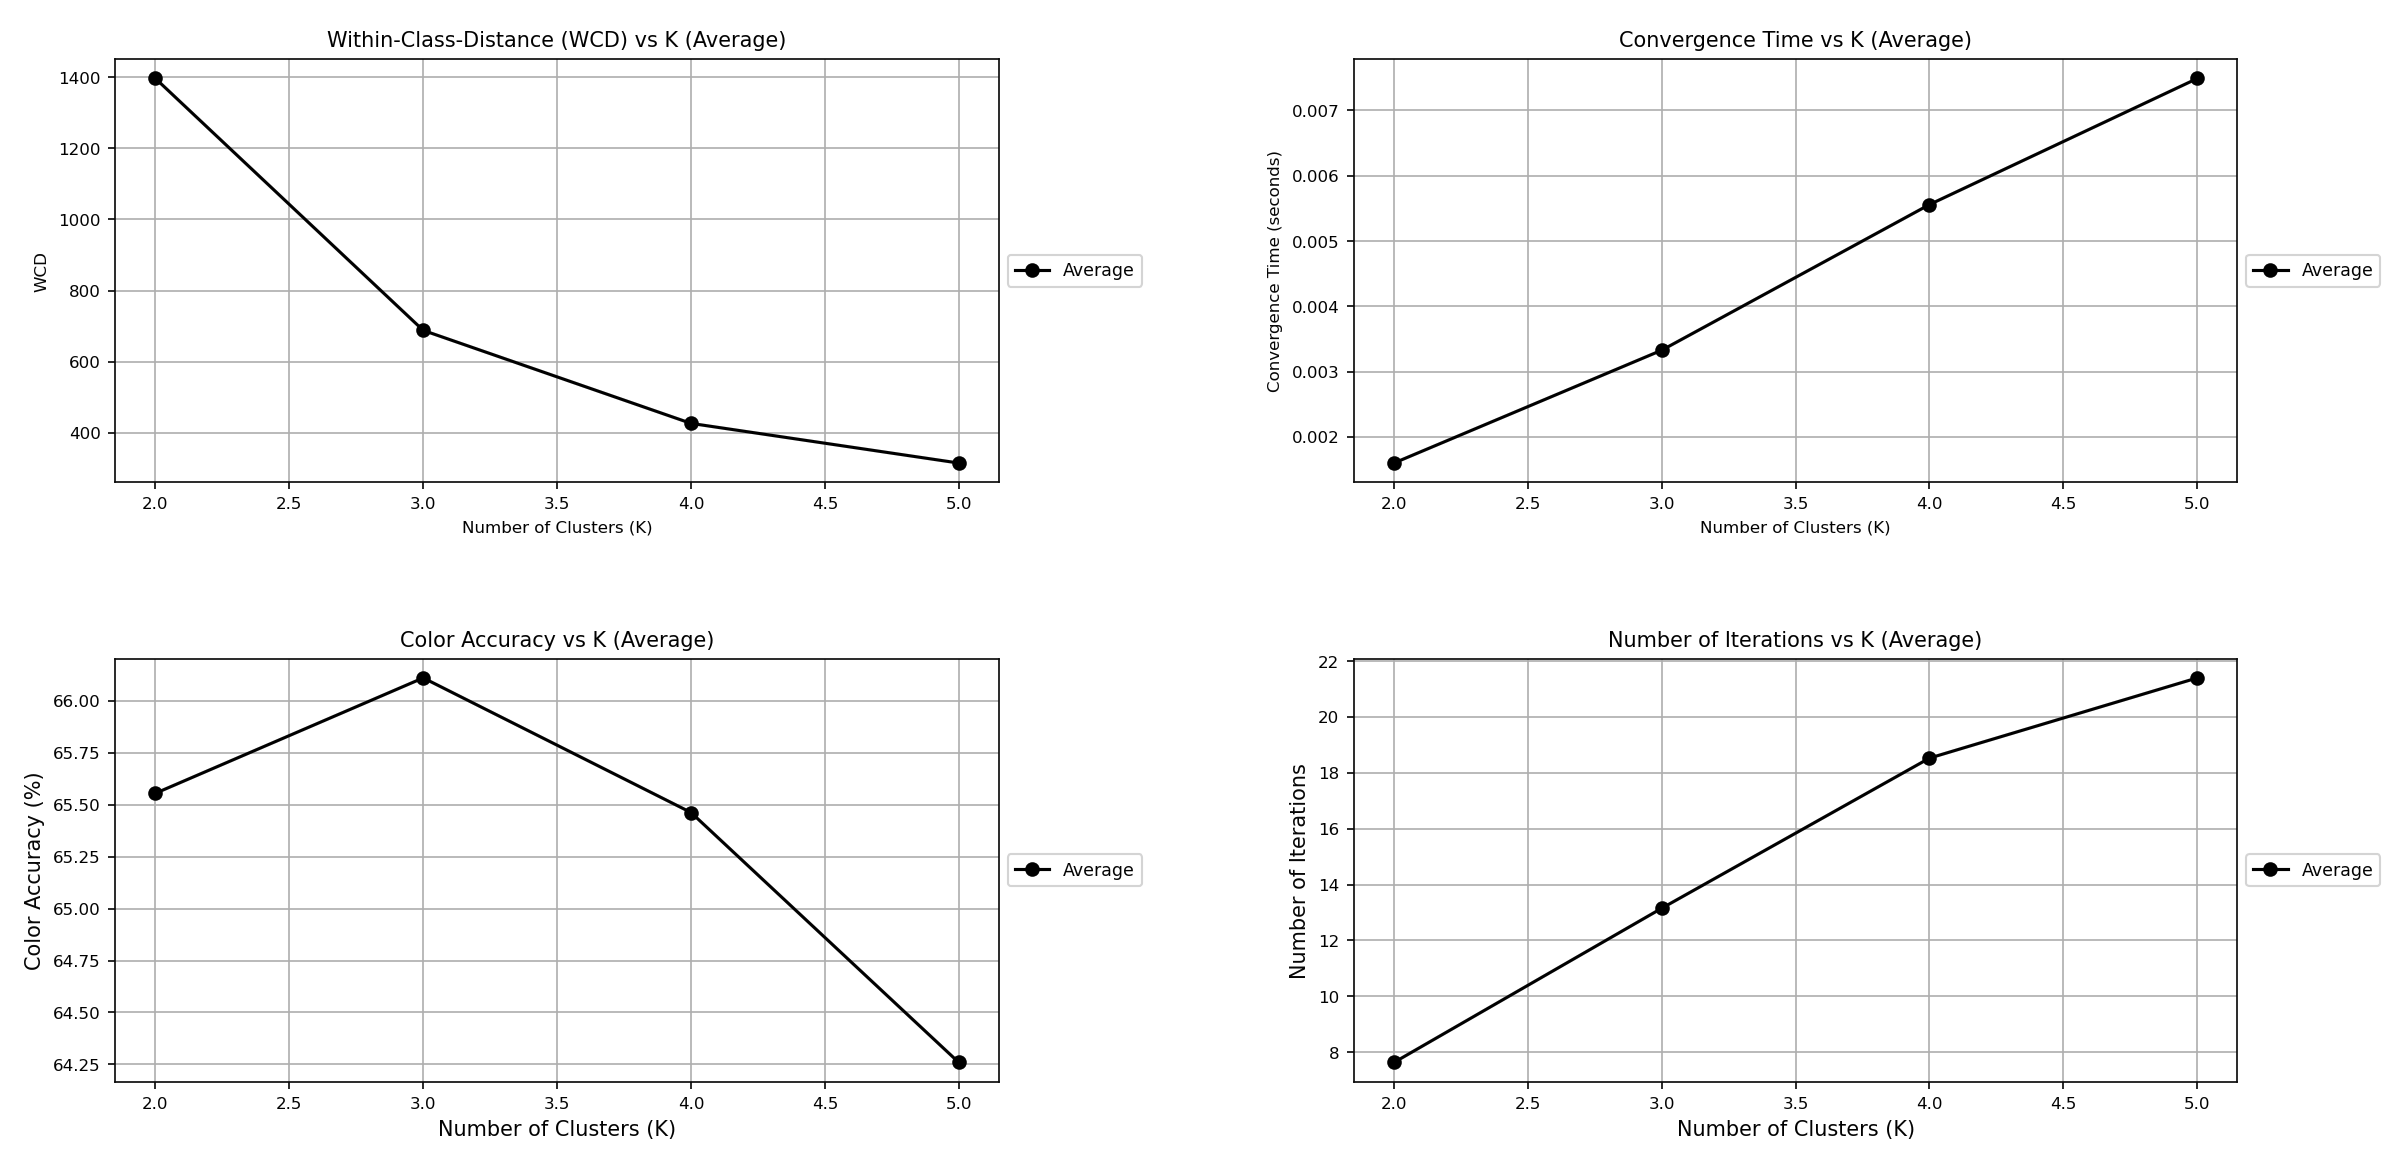 Within-Class-Distance (WCD) vs K (Average)
1400
1200
1000
800
600
400
WCD
2.0 2.5 3.0 3.5 4.0 4.5 5.0
Number of Clusters (K)
Average
Convergence Time vs K (Average)
0.007
0.006
0.005
0.004
0.003
0.002
Convergence Time (seconds)
2.0 2.5 3.0 3.5 4.0 4.5 5.0
Number of Clusters (K)
Average
Color Accuracy vs K (Average)
66.00
65.75
65.50
65.25
65.00
64.75
64.50
64.25
Color Accuracy (%)
2.0 2.5 3.0 3.5 4.0 4.5 5.0
Number of Clusters (K)
Average
Number of Iterations vs K (Average)
22
20
18
16
14
12
10
8
Number of Iterations
2.0 2.5 3.0 3.5 4.0 4.5 5.0
Number of Clusters (K)
Average